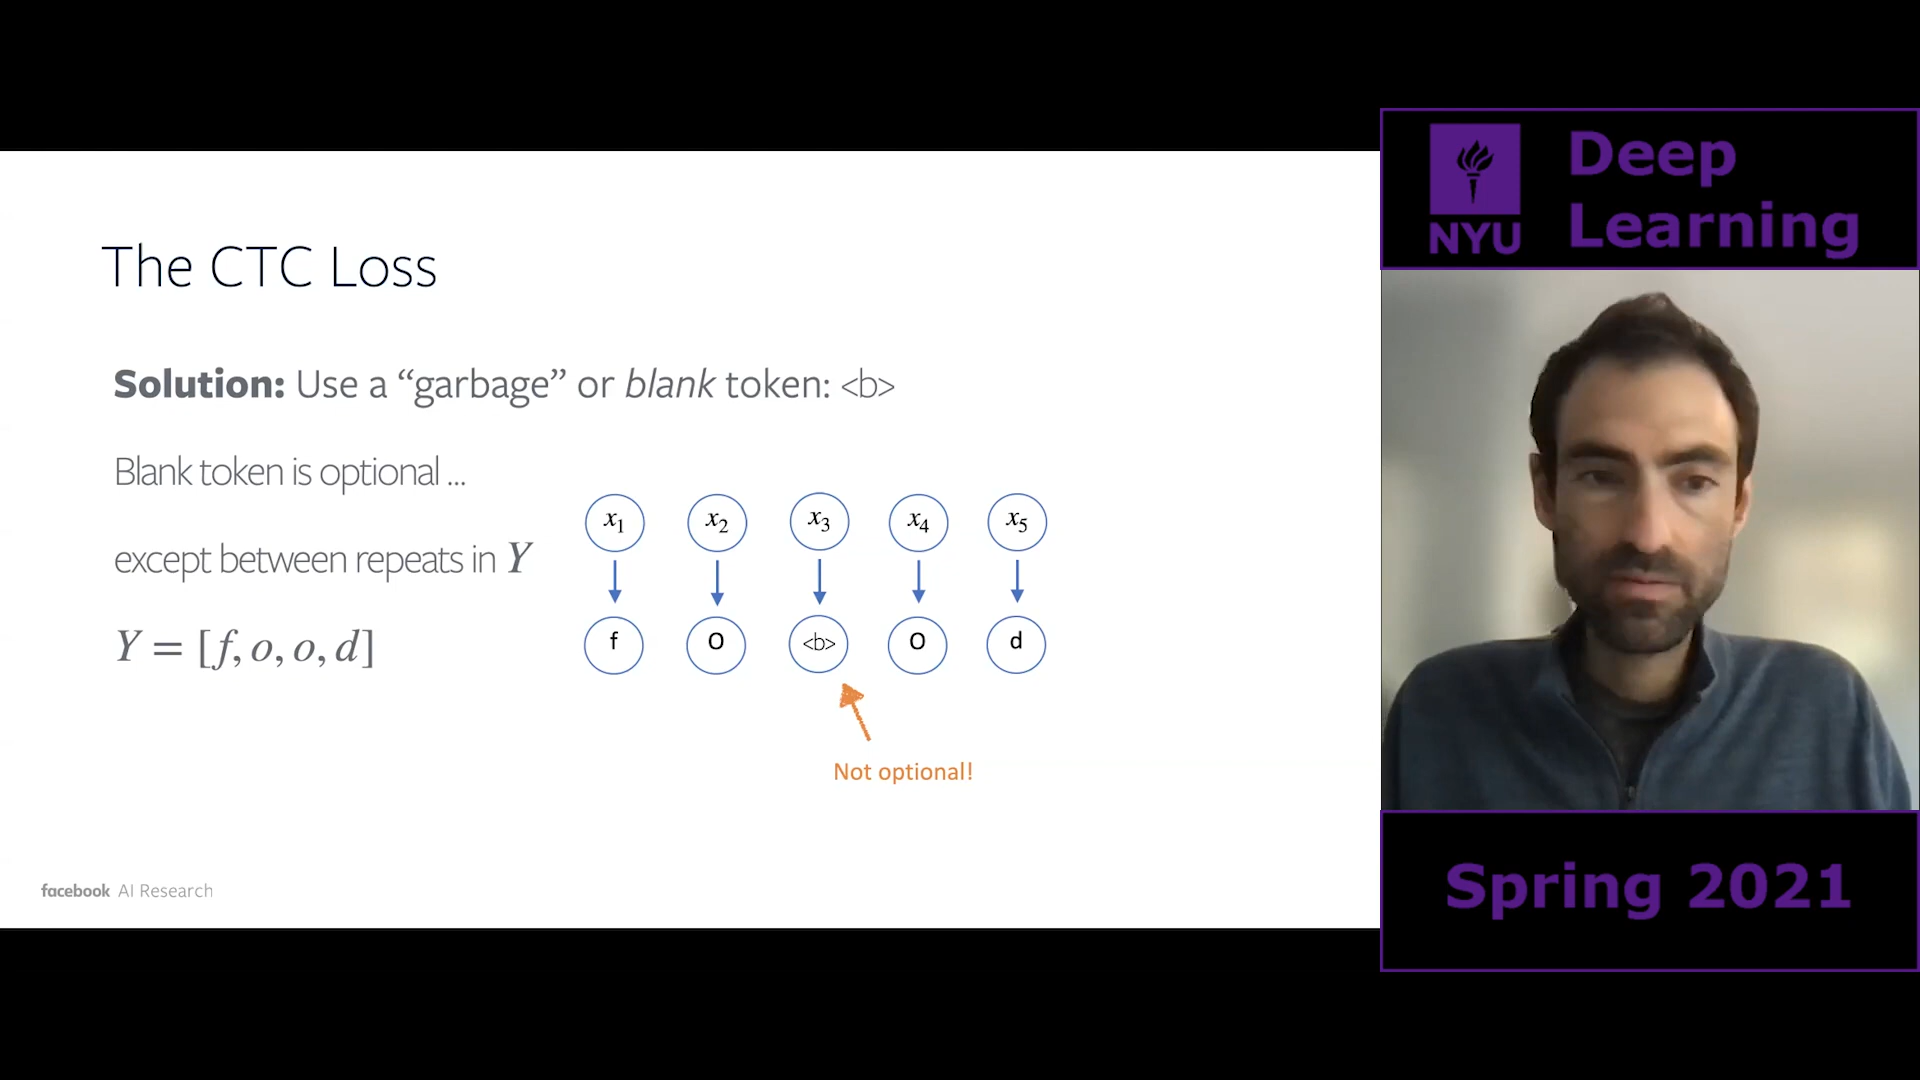 The CTC Loss
Solution: Use a “garbage” or blank token: <b>
Blank token is optional ...
except between repeats in Y
Y = [f, o, o, d]
x₁ x₂ x₃ x₄ x₅
f o <b> o d
Not optional!
facebook AI Research
NYU
Deep
Learning
Spring 2021